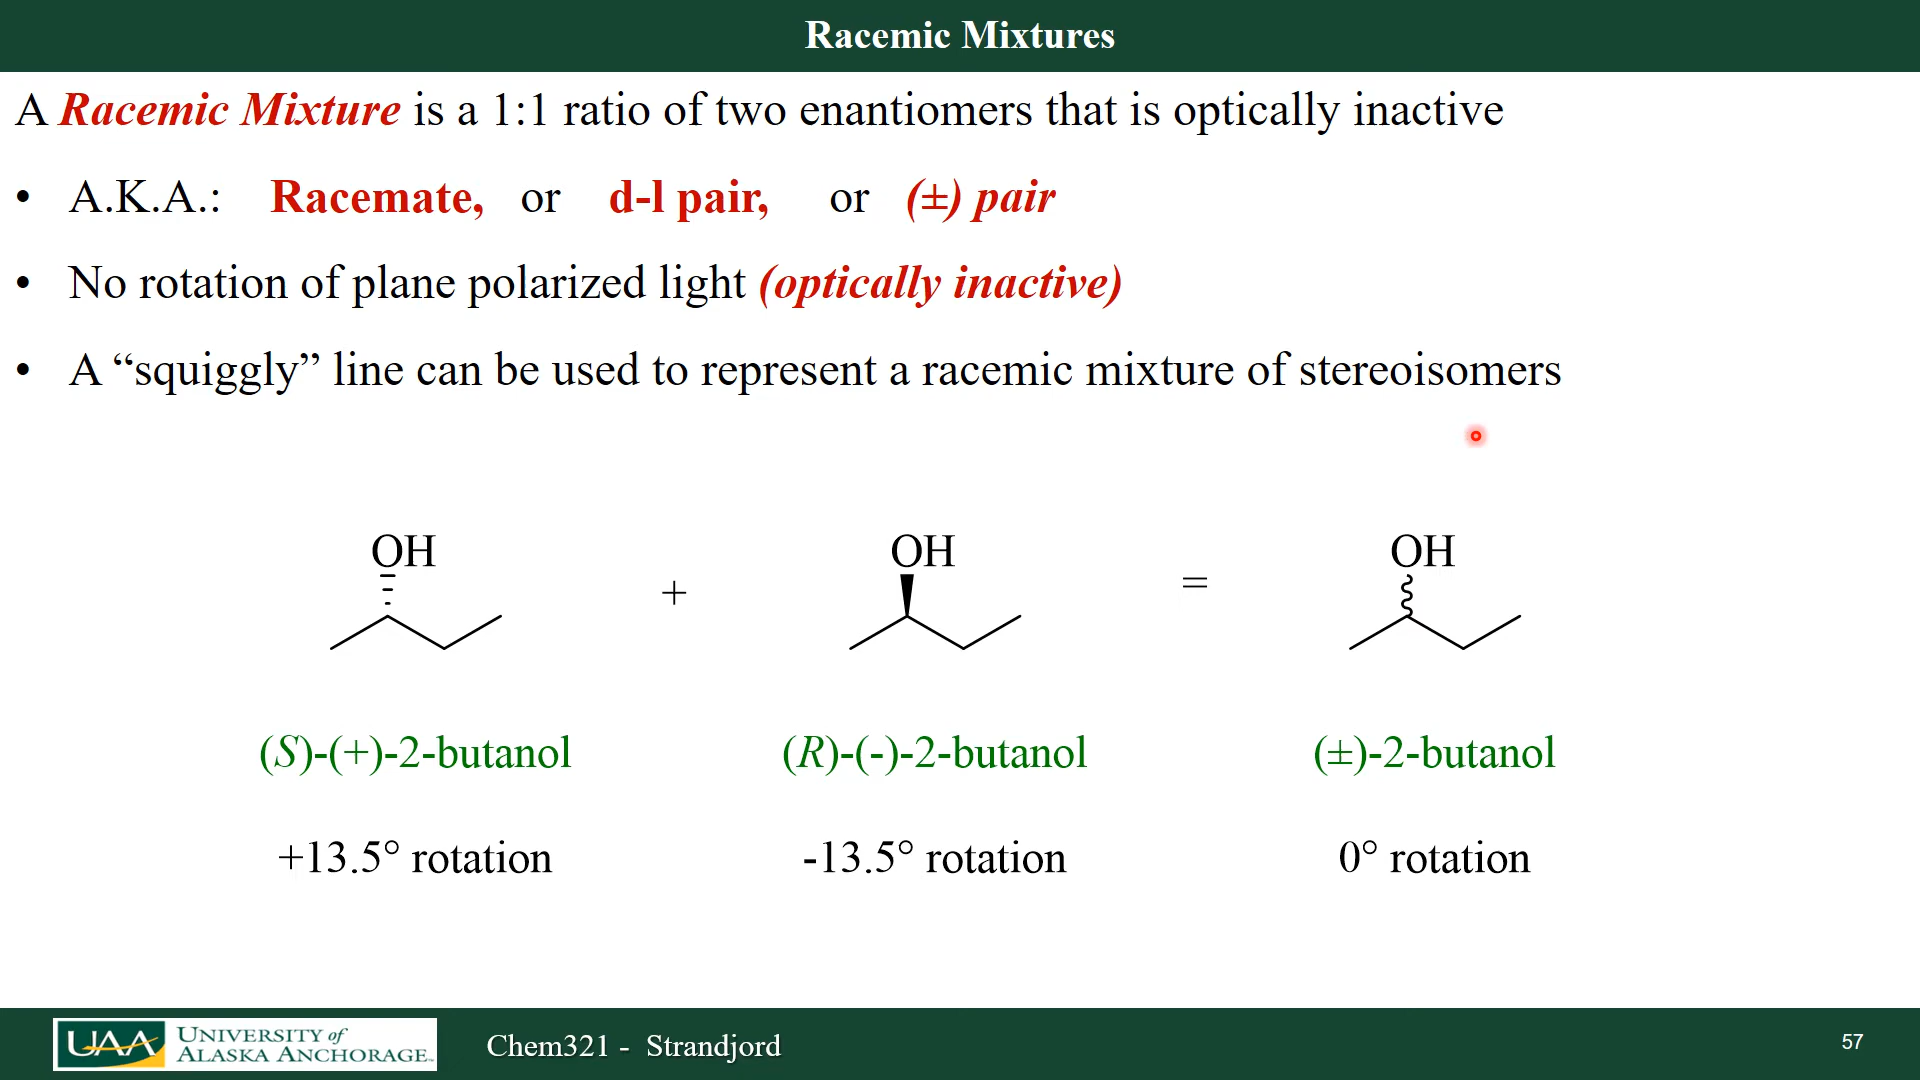 Racemic Mixtures
A Racemic Mixture is a 1:1 ratio of two enantiomers that is optically inactive
• A.K.A.: Racemate, or d-l pair, or (±) pair
• No rotation of plane polarized light (optically inactive)
• A “squiggly” line can be used to represent a racemic mixture of stereoisomers
OH + OH = OH
(S)-(+)-2-butanol (R)-(-)-2-butanol (±)-2-butanol
+13.5° rotation -13.5° rotation 0° rotation
UAA UNIVERSITY of
ALASKA ANCHORAGE™
Chem321 - Strandjord
57